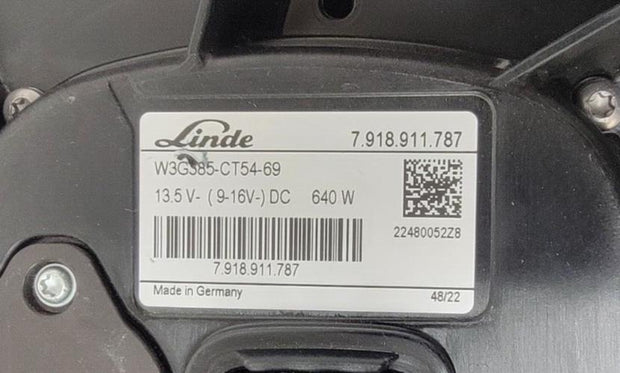 Linde
7.918.911.787
W3G385-CT54-69
13.5 V- ( 9-16V-) DC 640 W
22480052Z8
7.918.911.787
Made in Germany
48/22